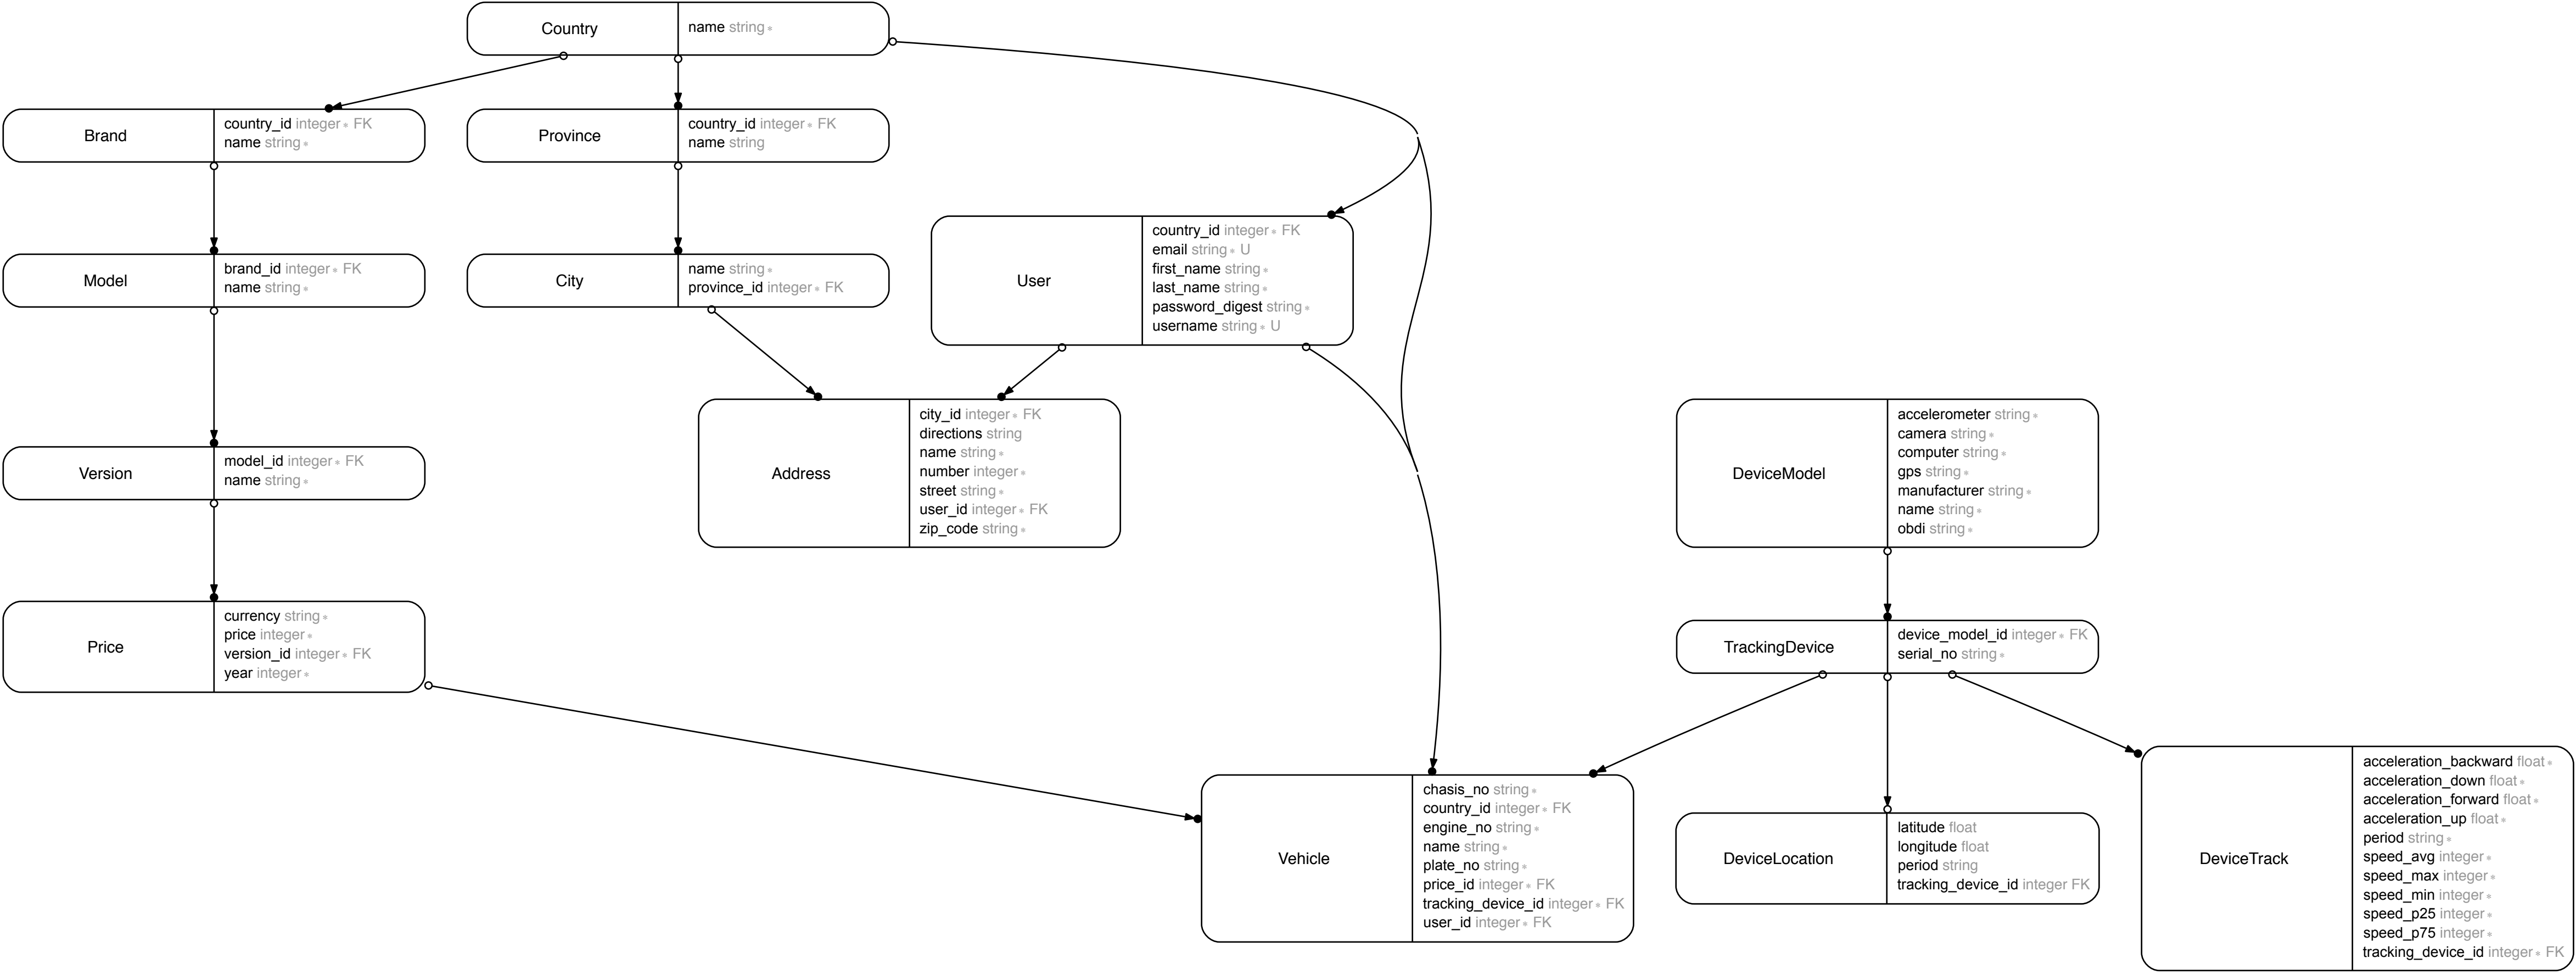 Country
name string *
Brand
country_id integer * FK
name string *
Province
country_id integer * FK
name string
User
country_id integer * FK
email string * U
first_name string *
last_name string *
password_digest string *
username string * U
Model
brand_id integer * FK
name string *
City
name string *
province_id integer * FK
Address
city_id integer * FK
directions string
name string *
number integer *
street string *
user_id integer * FK
zip_code string *
DeviceModel
accelerometer string *
camera string *
computer string *
gps string *
manufacturer string *
name string *
obdi string *
Version
model_id integer * FK
name string *
Price
currency string *
price integer *
version_id integer * FK
year integer *
TrackingDevice
device_model_id integer * FK
serial_no string *
Vehicle
chasis_no string *
country_id integer * FK
engine_no string *
name string *
plate_no string *
price_id integer * FK
tracking_device_id integer * FK
user_id integer * FK
DeviceLocation
latitude float
longitude float
period string
tracking_device_id integer FK
DeviceTrack
acceleration_backward float *
acceleration_down float *
acceleration_forward float *
acceleration_up float *
period string *
speed_avg integer *
speed_max integer *
speed_min integer *
speed_p25 integer *
speed_p75 integer *
tracking_device_id integer * FK